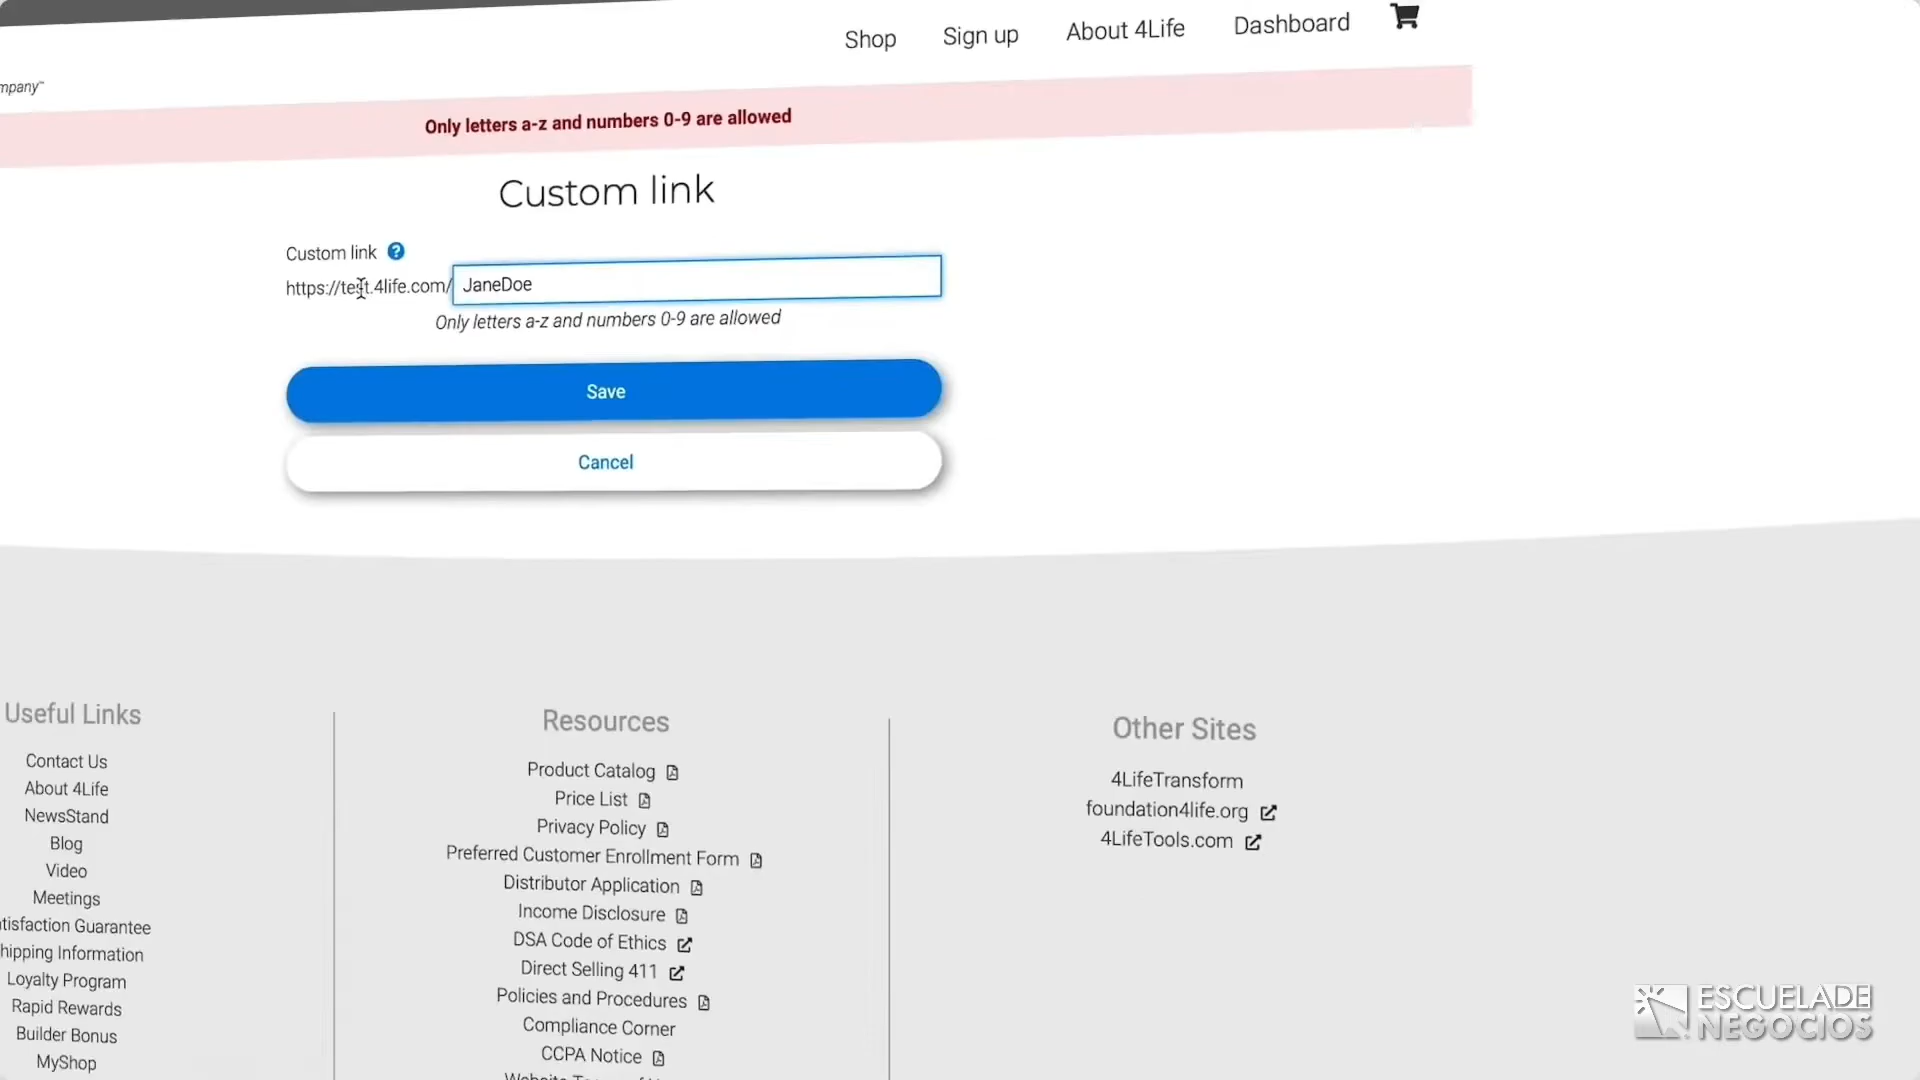 Shop Sign up About 4Life Dashboard
mpany™
Only letters a-z and numbers 0-9 are allowed
Custom link
Custom link ?
https://test.4life.com/ JaneDoe
Only letters a-z and numbers 0-9 are allowed
Save
Cancel
Useful Links
Contact Us
About 4Life
NewsStand
Blog
Video
Meetings
tisfaction Guarantee
hipping Information
Loyalty Program
Rapid Rewards
Builder Bonus
MyShop
Resources
Product Catalog
Price List
Privacy Policy
Preferred Customer Enrollment Form
Distributor Application
Income Disclosure
DSA Code of Ethics
Direct Selling 411
Policies and Procedures
Compliance Corner
CCPA Notice
Other Sites
4LifeTransform
foundation4life.org
4LifeTools.com
ESCUELADE
NEGOCIOS